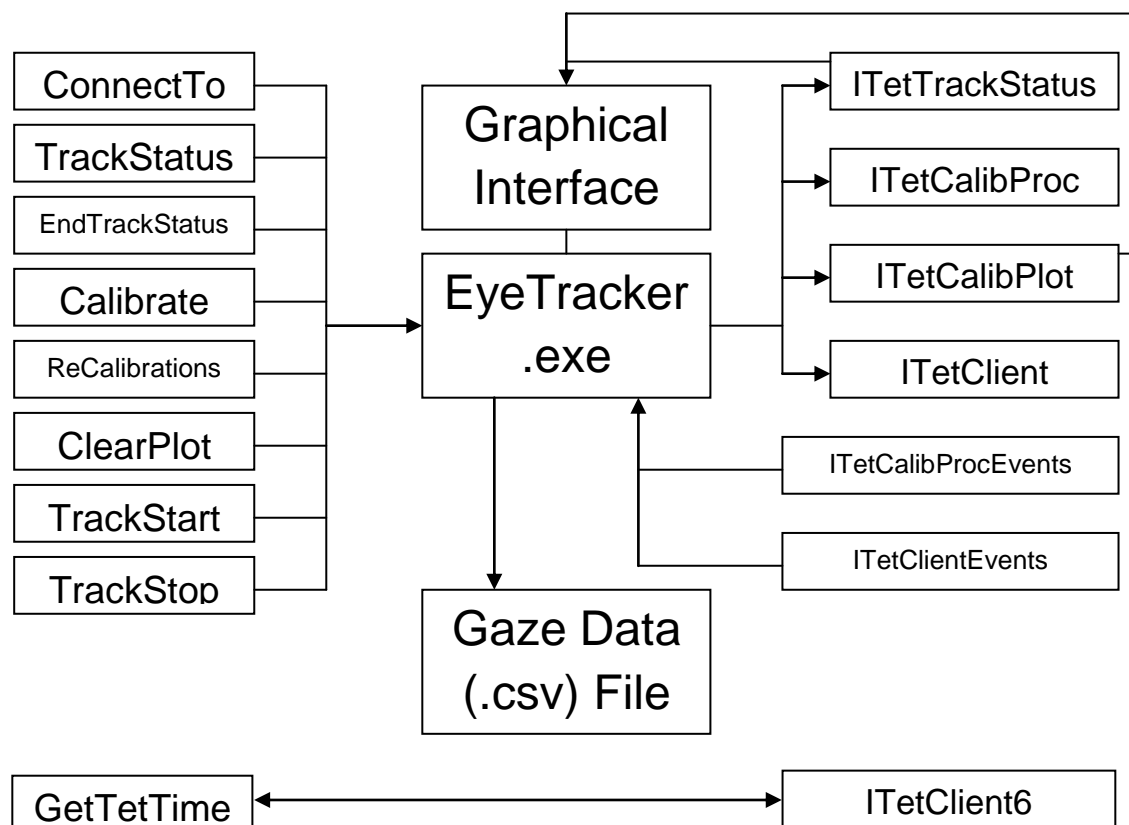 ConnectTo
TrackStatus
EndTrackStatus
Calibrate
ReCalibrations
ClearPlot
TrackStart
TrackStop
Graphical
Interface
EyeTracker
.exe
Gaze Data
(.csv) File
ITetTrackStatus
ITetCalibProc
ITetCalibPlot
ITetClient
ITetCalibProcEvents
ITetClientEvents
GetTetTime
ITetClient6